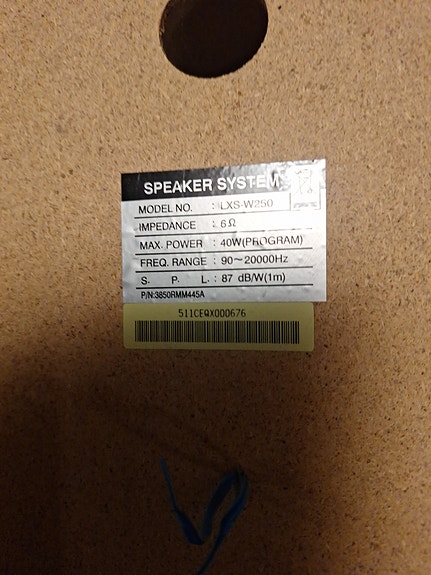 SPEAKER SYSTEM
MODEL NO. : LXS-W250
IMPEDANCE : 6Ω
MAX. POWER : 40W(PROGRAM)
FREQ. RANGE : 90~20000Hz
S. P. L. : 87 dB/W(1m)
P/N:3850RMM445A
511CEQX000676